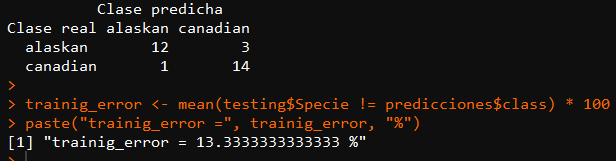 Clase predicha
Clase real alaskan canadian
alaskan 12 3
canadian 1 14
>
> trainig_error <- mean(testing$Specie != predicciones$class) * 100
> paste("trainig_error =", trainig_error, "%")
[1] "trainig_error = 13.3333333333333 %"
>